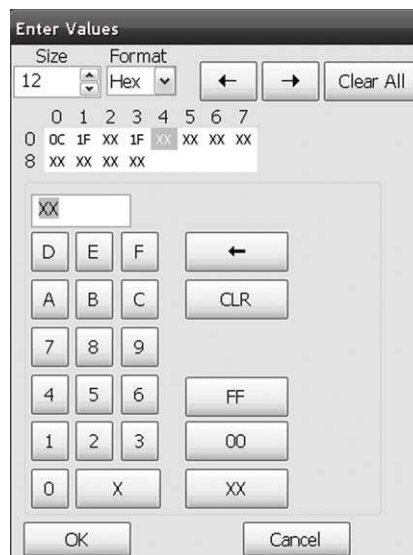 Enter Values
Size Format
12 Hex ← → Clear All
0 1 2 3 4 5 6 7
0 0C 1F XX 1F XX XX XX XX
8 XX XX XX XX
XX
D E F ←
A B C CLR
7 8 9
4 5 6 FF
1 2 3 00
0 X XX
OK Cancel